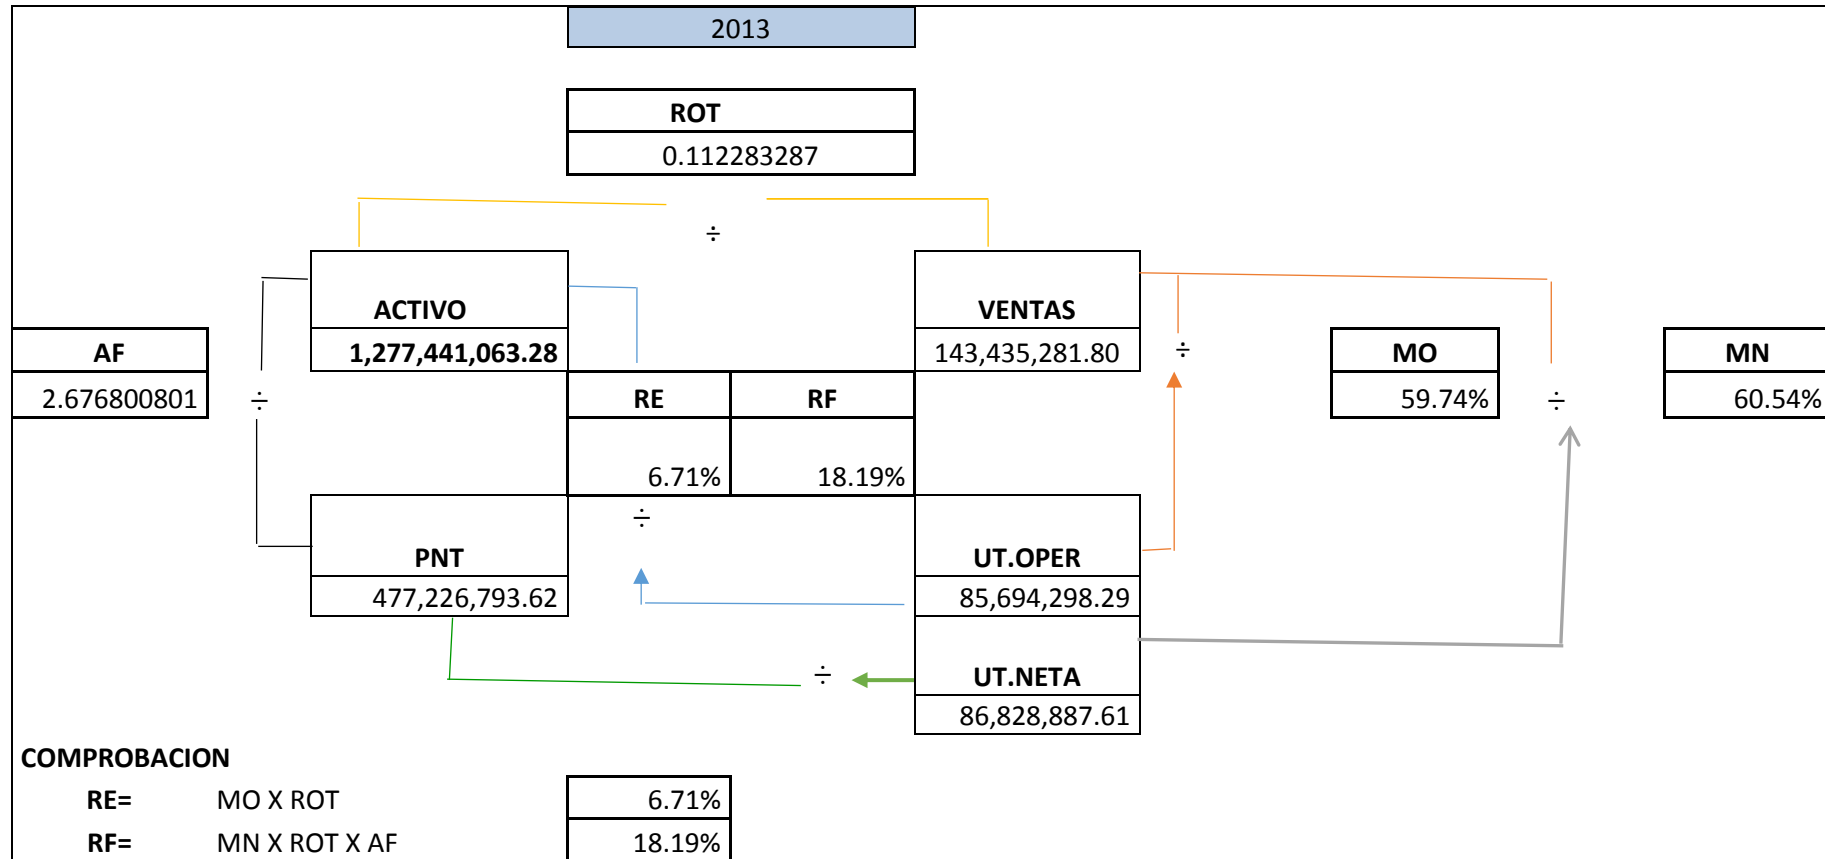 2013
ROT
0.112283287
÷
ACTIVO
1,277,441,063.28
VENTAS
143,435,281.80
÷
AF
2.676800801
÷
RE
6.71%
RF
18.19%
MO
59.74%
÷
MN
60.54%
÷
PNT
477,226,793.62
UT.OPER
85,694,298.29
÷
UT.NETA
86,828,887.61
COMPROBACION
RE= MO X ROT 6.71%
RF= MN X ROT X AF 18.19%